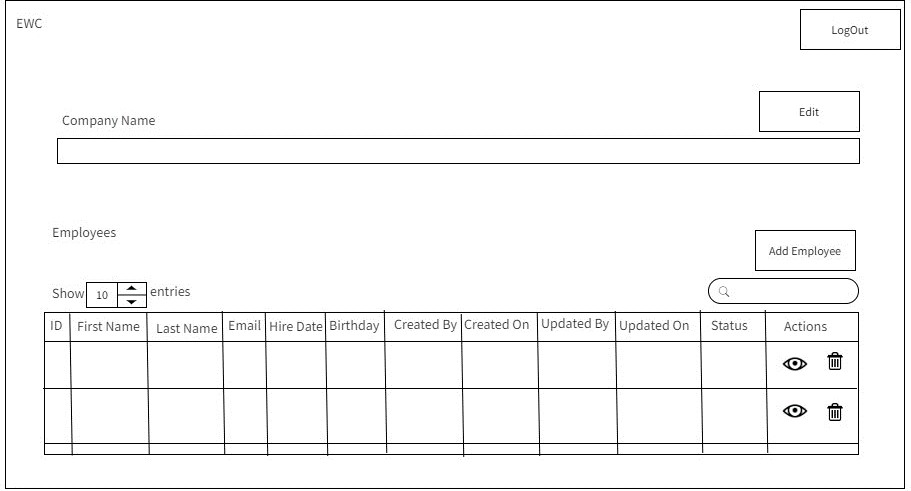 EWC
LogOut
Edit
Company Name
Employees
Add Employee
Show 10 entries
ID First Name Last Name Email Hire Date Birthday Created By Created On Updated By Updated On Status Actions